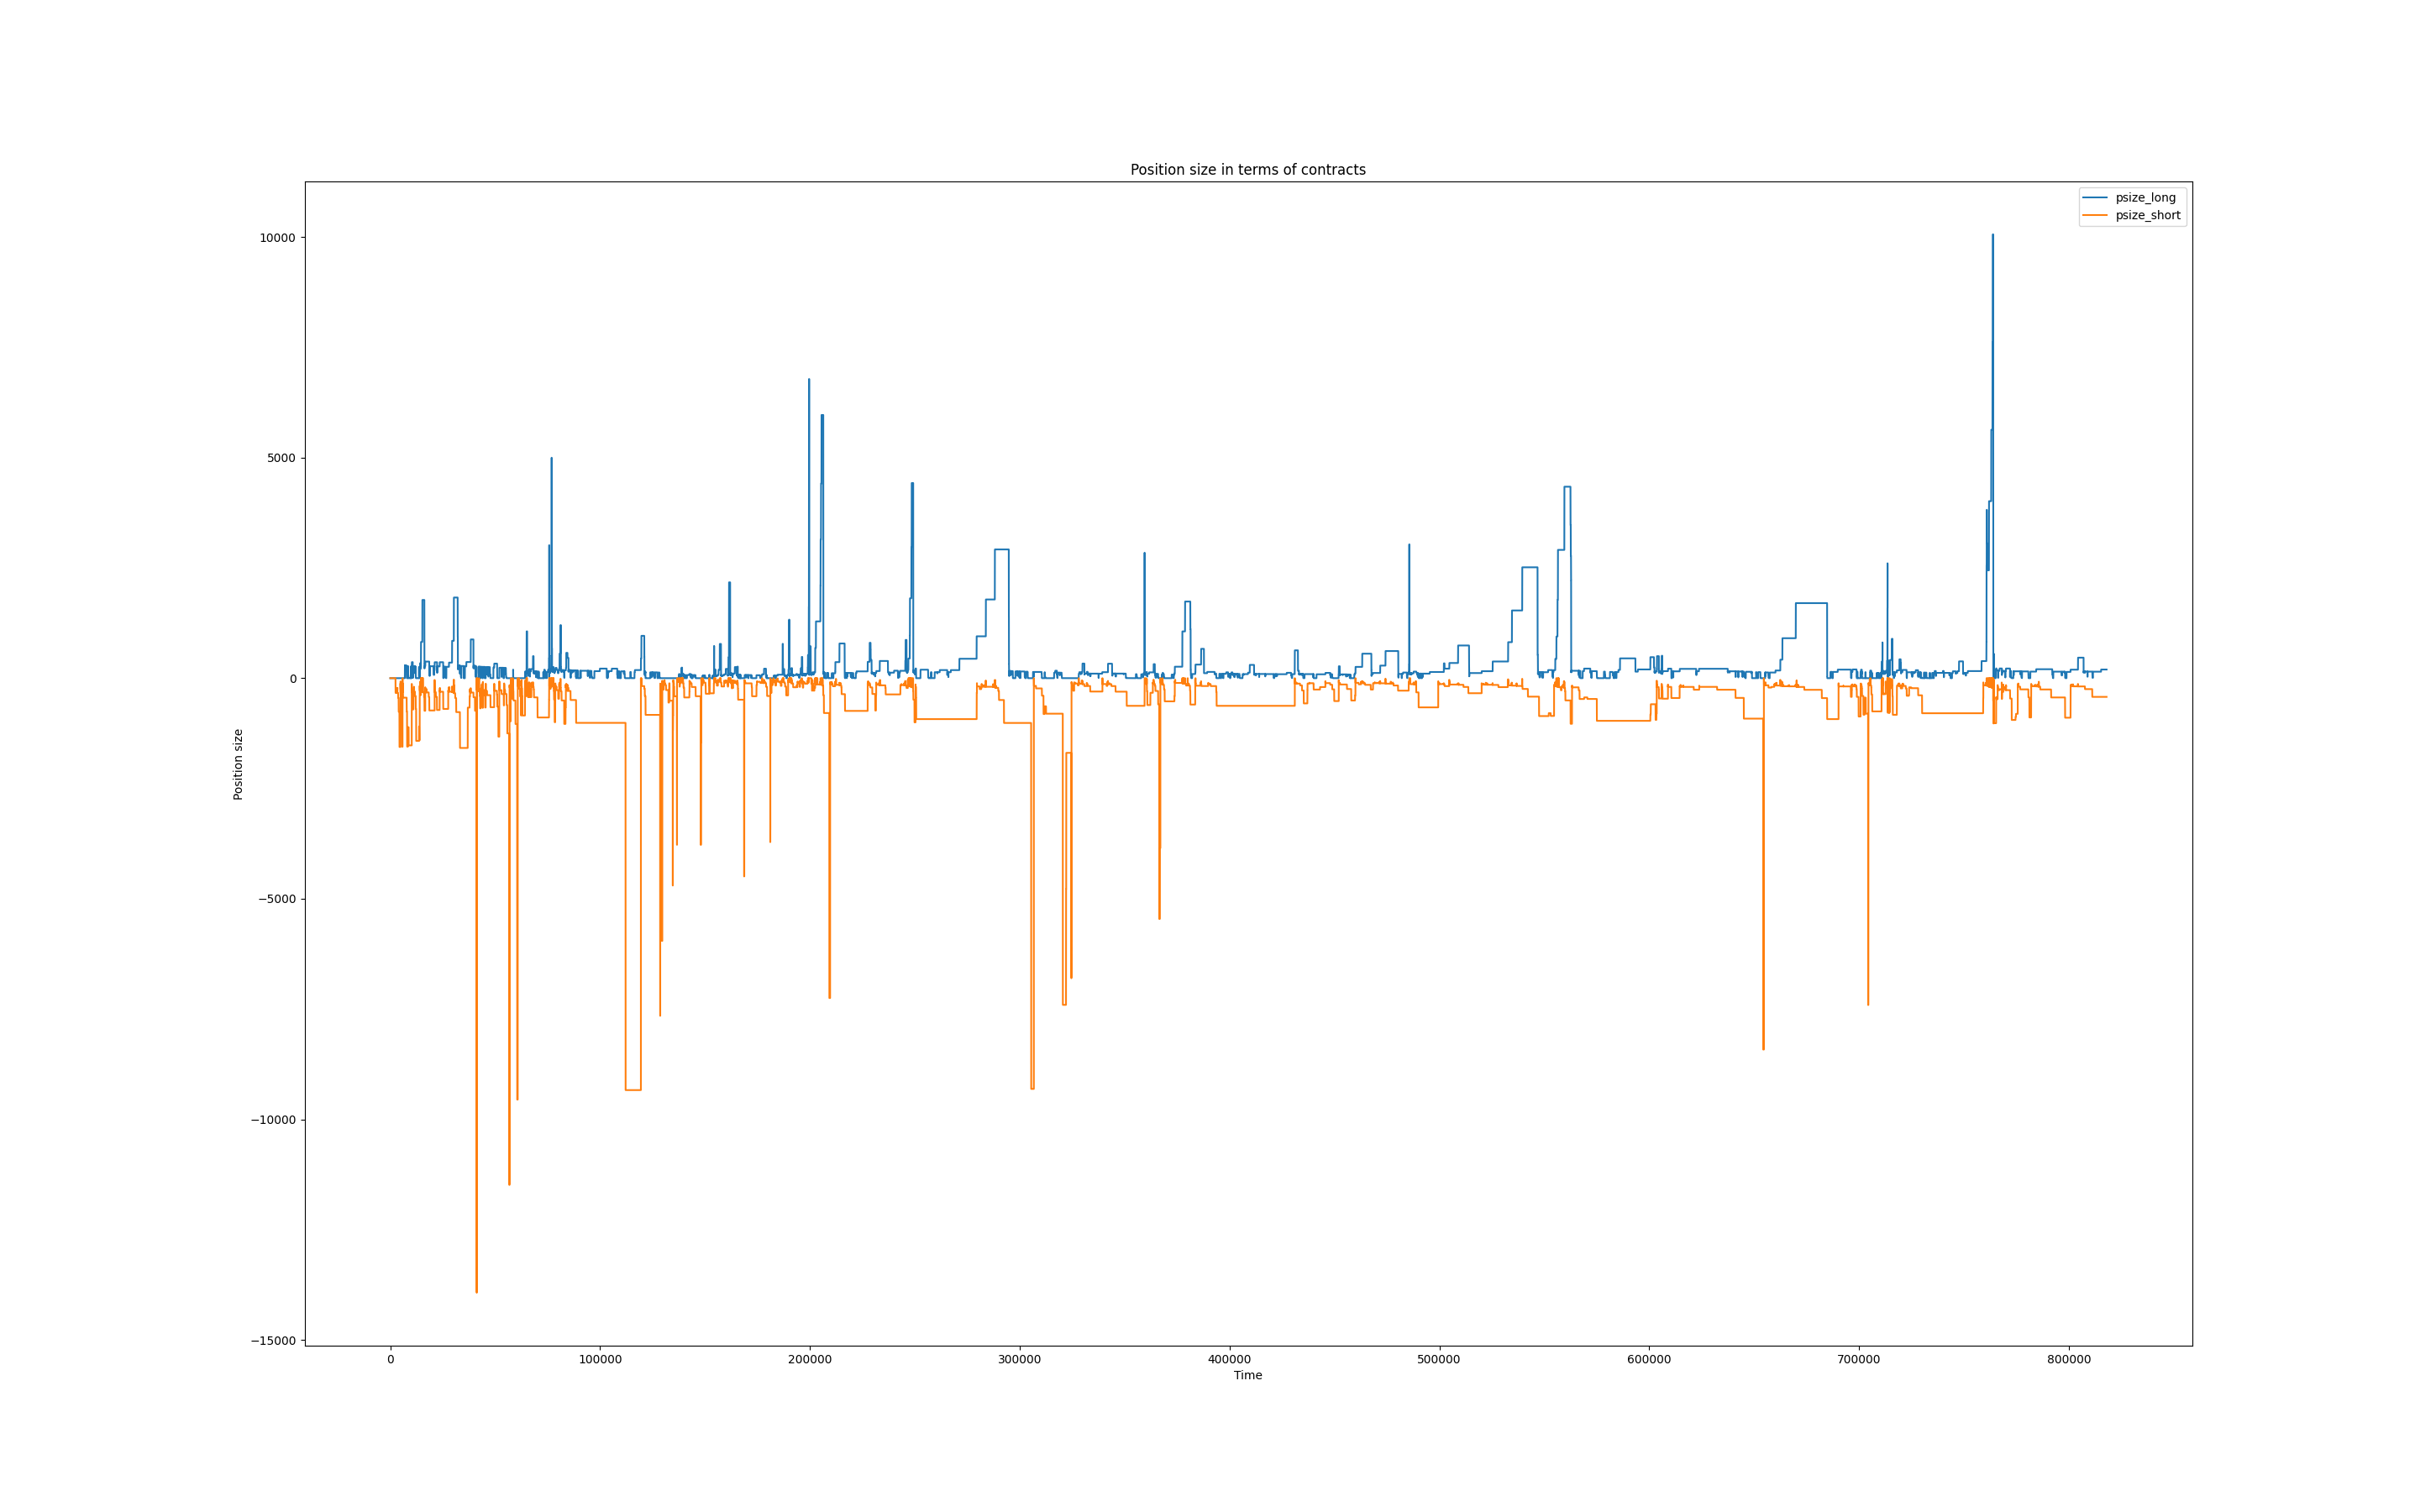 Position size in terms of contracts
psize_long
psize_short
10000
5000
0
−5000
−10000
−15000
Position size
0 100000 200000 300000 400000 500000 600000 700000 800000
Time